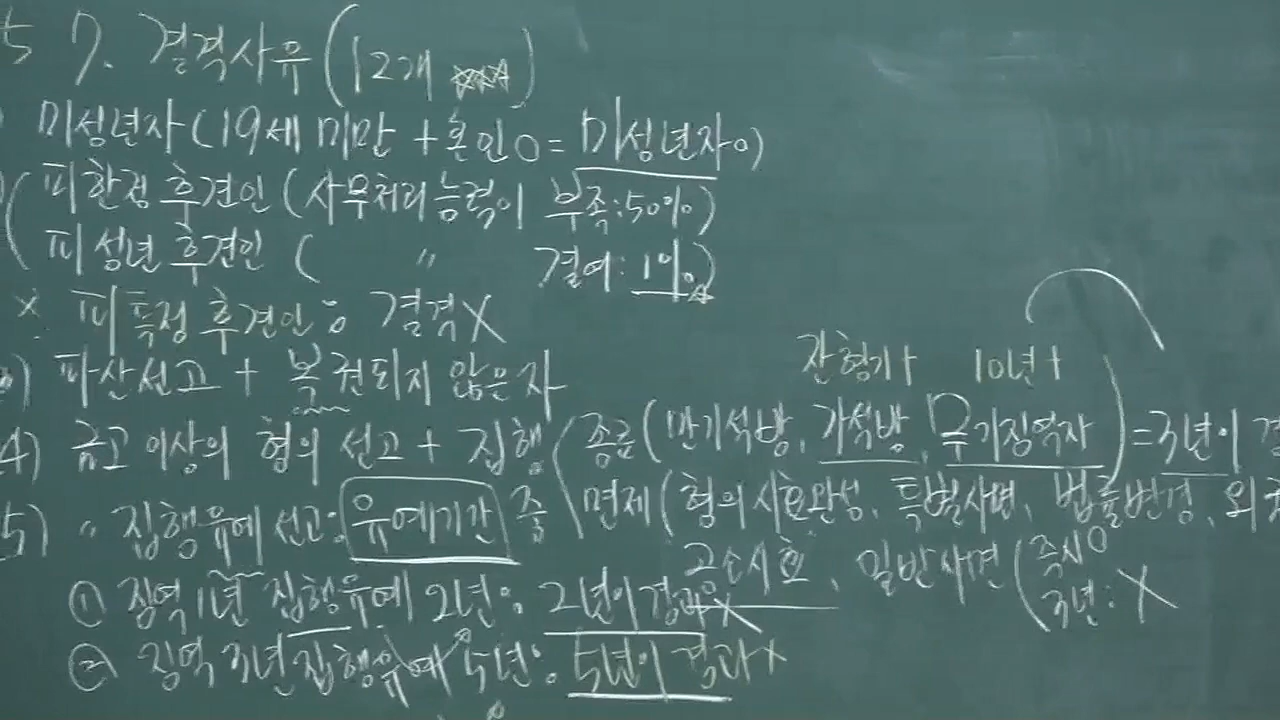 5 7. 결격사유(12개 ☆☆☆)
미성년자(19세 미만 + 혼인O = 미성년자O)
피한정 후견인(사무처리 능력이 부족:50%)
피성년 후견인( 〃 결여:1%)
× 피특정 후견인: 결격X
) 파산선고 + 복권되지 않은 자
잔형기+ 10년+
4) 금고 이상의 형의 선고 + 집행 종료(만기석방, 가석방, 무기징역자)=3년이 경
면제(형의 시효완성, 특별사면, 법률변경, 외국
5) 〃 집행유예 선고: 유예기간 중
공소시효, 일반사면 즉시O
3년:X
① 징역1년 집행유예 2년: 2년이 경과X
② 징역 3년 집행유예 5년: 5년이 경과X